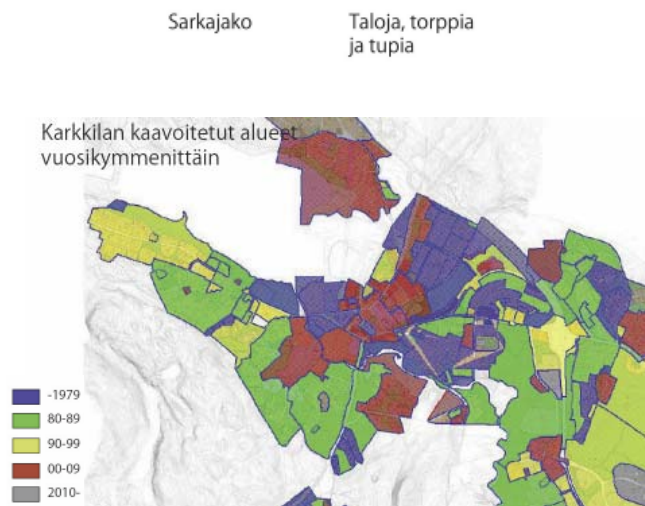 Sarkajako
Taloja, torppia
ja tupia
Karkkilan kaavoitetut alueet
vuosikymmenittäin
-1979
80-89
90-99
00-09
2010-